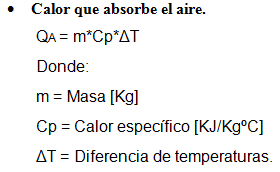 • Calor que absorbe el aire.
QA = m*Cp*ΔT
Donde:
m = Masa [Kg]
Cp = Calor específico [KJ/KgºC]
ΔT = Diferencia de temperaturas.